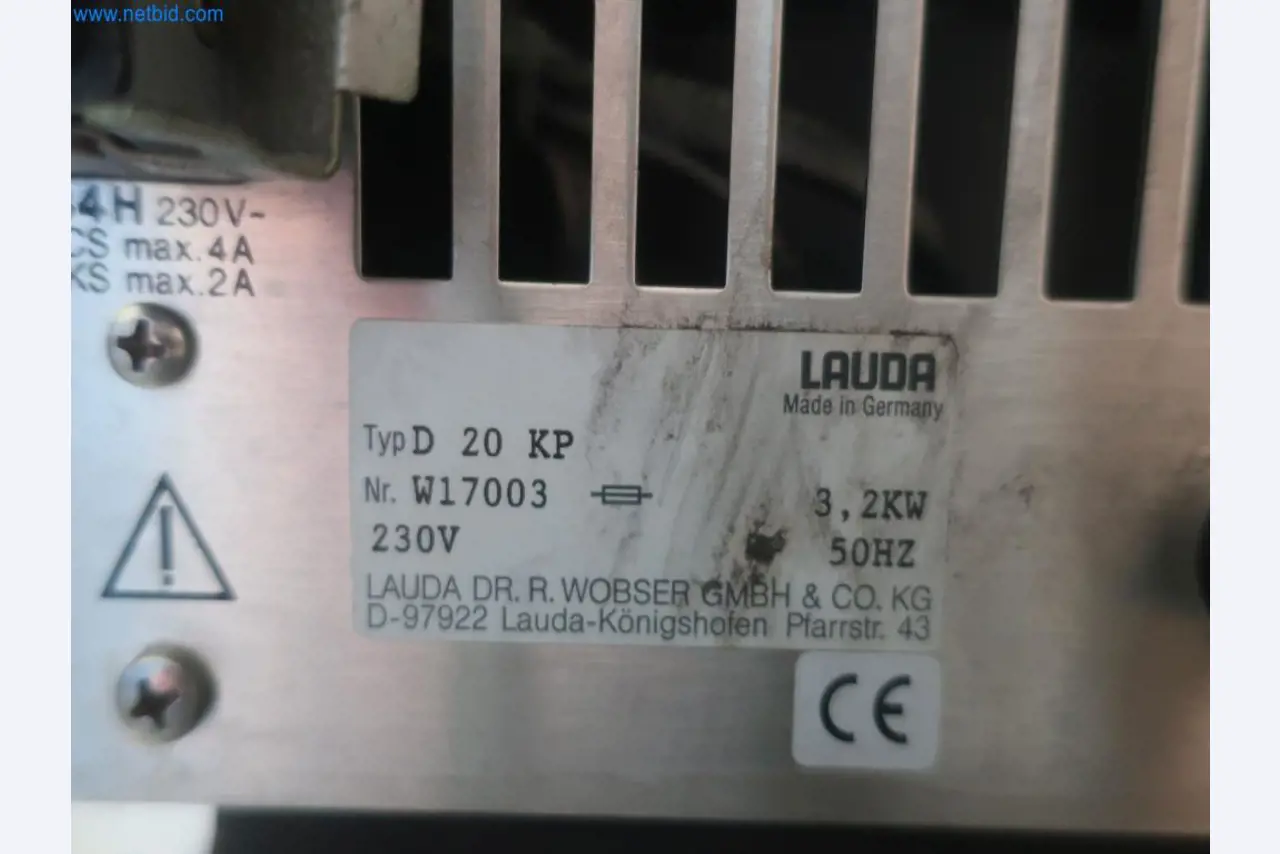 www.netbid.com
4H 230V~
CS max.4A
KS max.2A
LAUDA
Made in Germany
Typ D 20 KP
Nr. W17003 3,2KW
230V 50HZ
LAUDA DR. R. WOBSER GMBH & CO. KG
D-97922 Lauda-Königshofen Pfarrstr. 43
CE